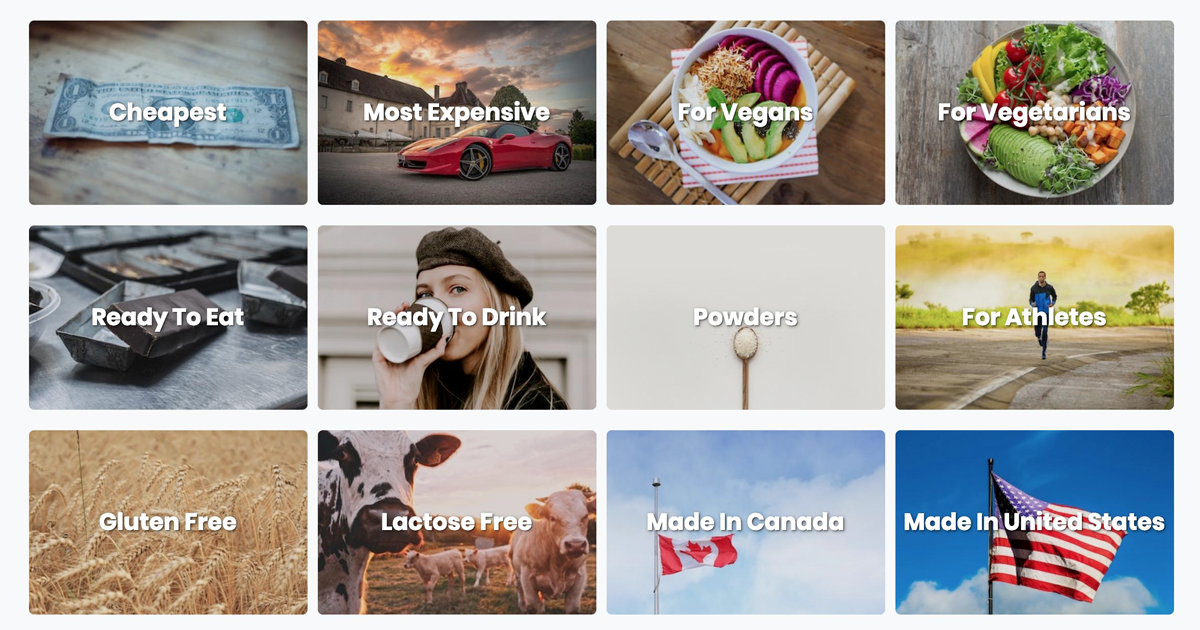 Cheapest
Most Expensive
For Vegans
For Vegetarians
Ready To Eat
Ready To Drink
Powders
For Athletes
Gluten Free
Lactose Free
Made In Canada
Made In United States